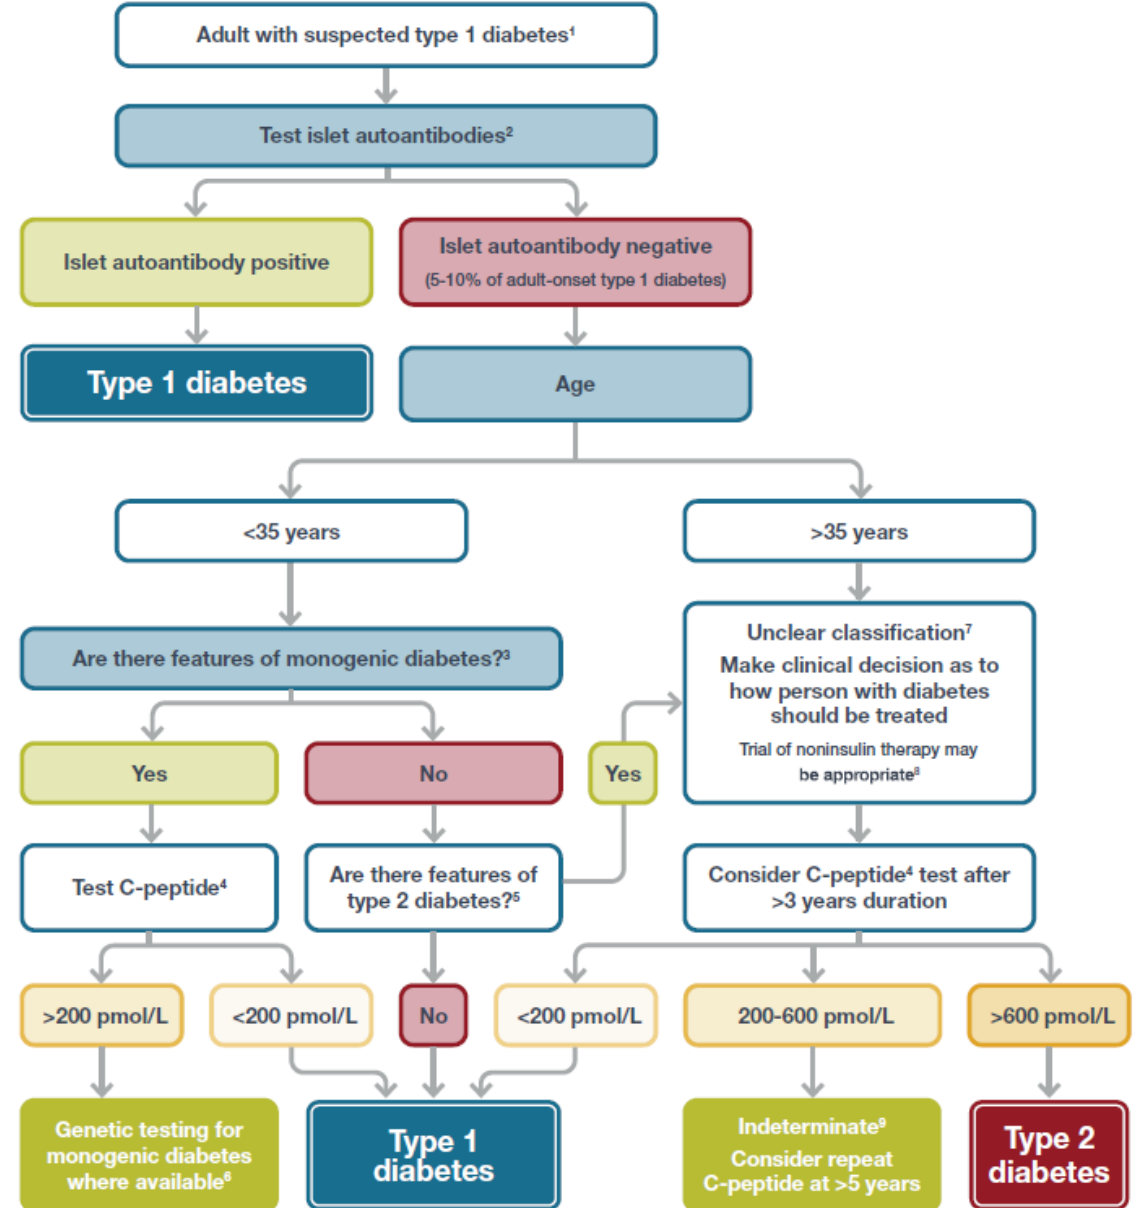 Adult with suspected type 1 diabetes¹
Test islet autoantibodies²
Islet autoantibody positive
Islet autoantibody negative
(5-10% of adult-onset type 1 diabetes)
Type 1 diabetes
Age
<35 years
>35 years
Are there features of monogenic diabetes?³
Unclear classification⁷
Make clinical decision as to
how person with diabetes
should be treated
Trial of noninsulin therapy may
be appropriate⁸
Yes
No
Yes
Test C-peptide⁴
Are there features of
type 2 diabetes?⁵
Consider C-peptide⁴ test after
>3 years duration
>200 pmol/L
<200 pmol/L
No
<200 pmol/L
200-600 pmol/L
>600 pmol/L
Genetic testing for
monogenic diabetes
where available⁶
Type 1
diabetes
Indeterminate⁹
Consider repeat
C-peptide at >5 years
Type 2
diabetes